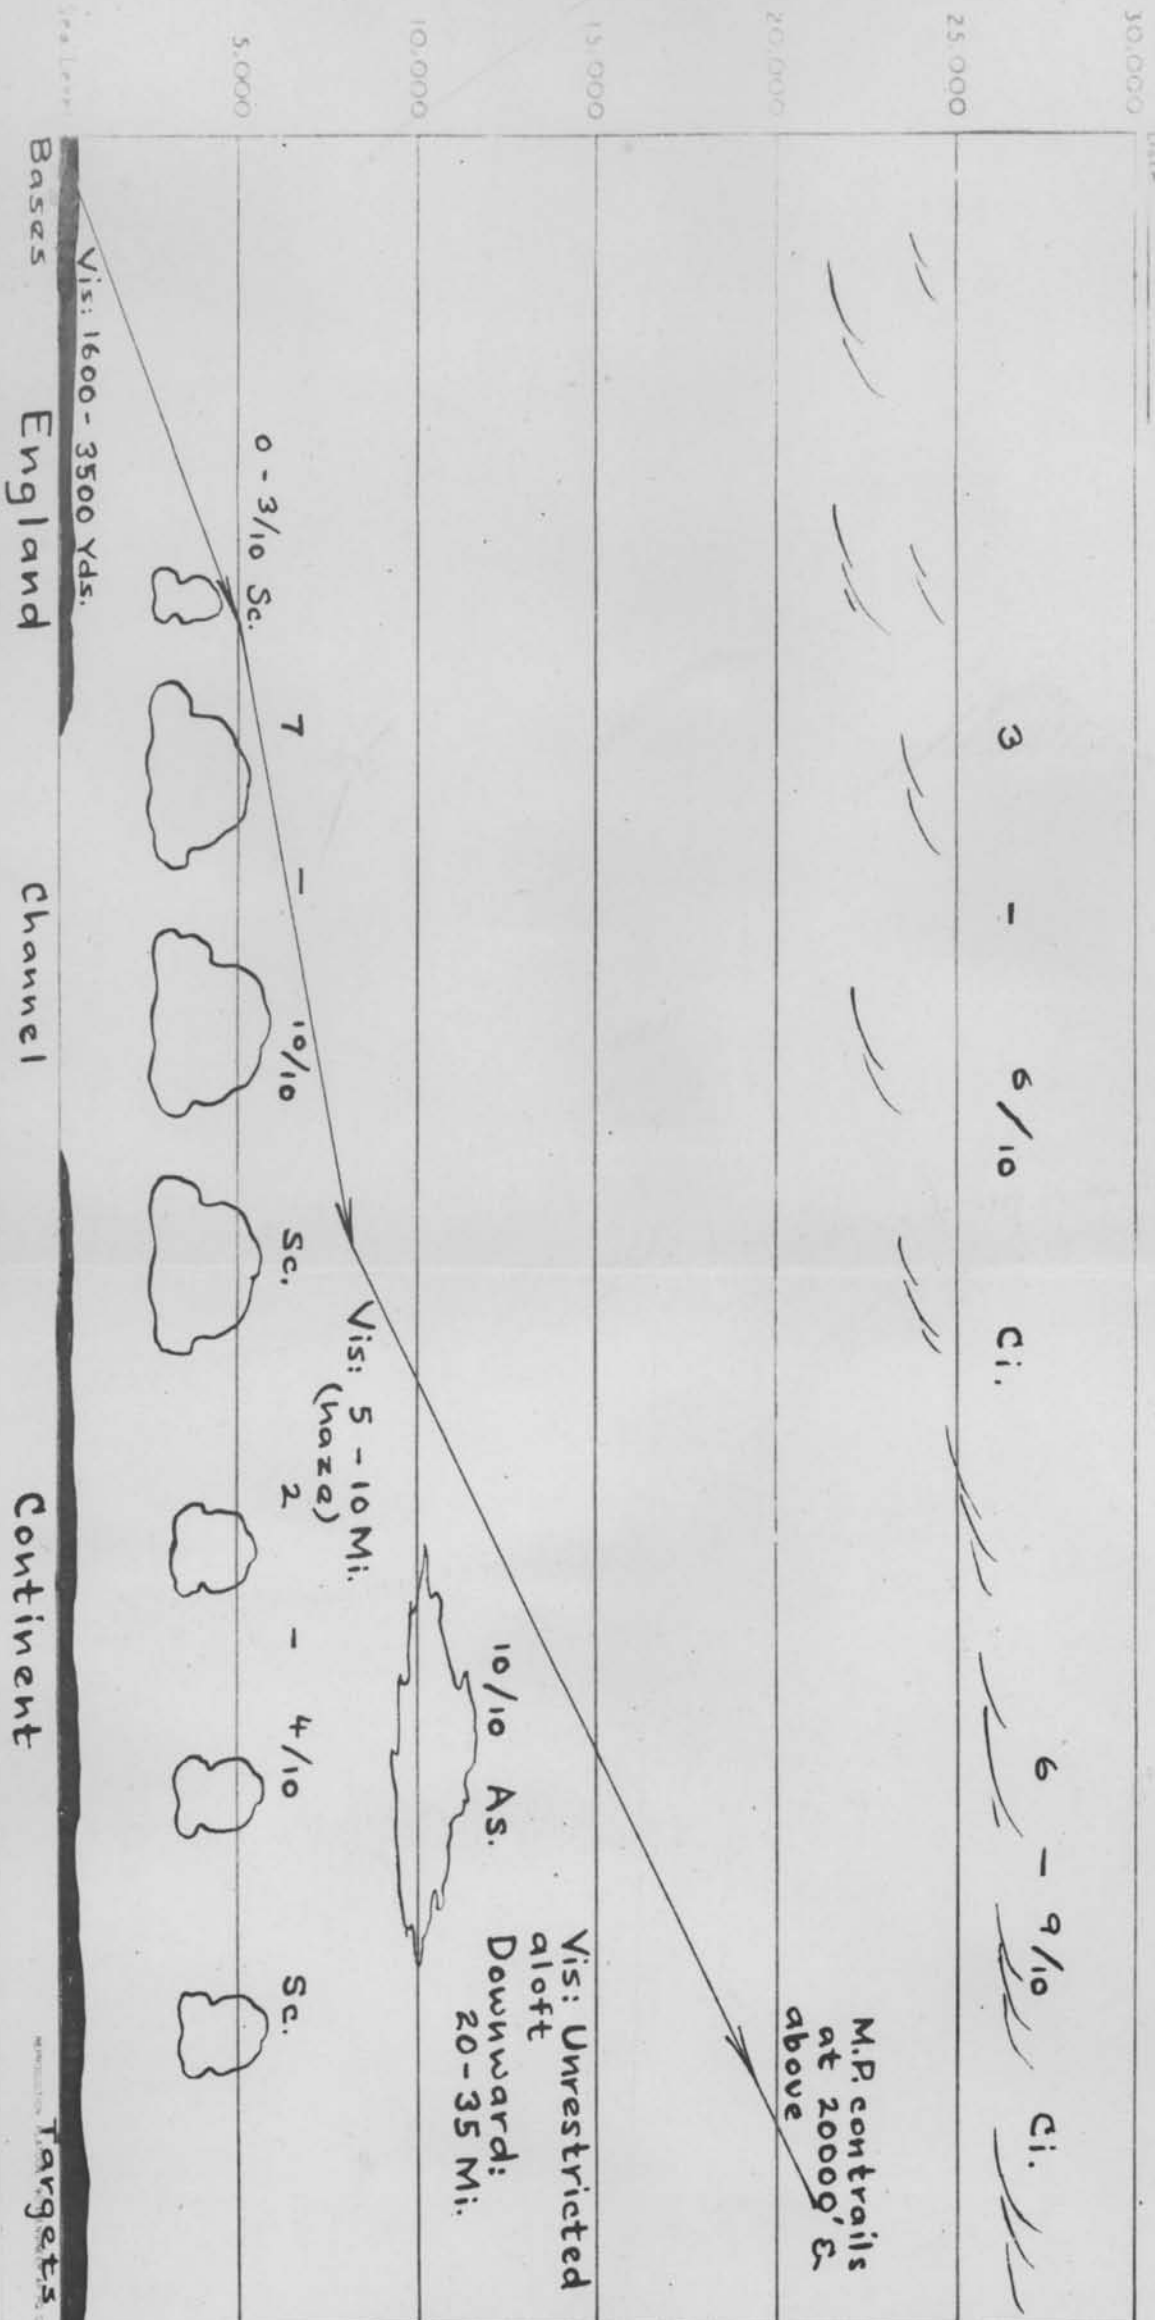 30,000
25,000
20,000
15,000
10,000
5,000
Sea Level
3 - 6/10 Ci.
6 - 9/10 Ci.
M.P. contrails
at 20000' &
above
Vis: Unrestricted
aloft
Downward:
20-35 Mi.
10/10 As.
Vis: 5 - 10 Mi.
(haze)
0 - 3/10 Sc.
7 - 10/10 Sc.
2 - 4/10 Sc.
Vis: 1600 - 3500 Yds.
Bases England Channel Continent Targets